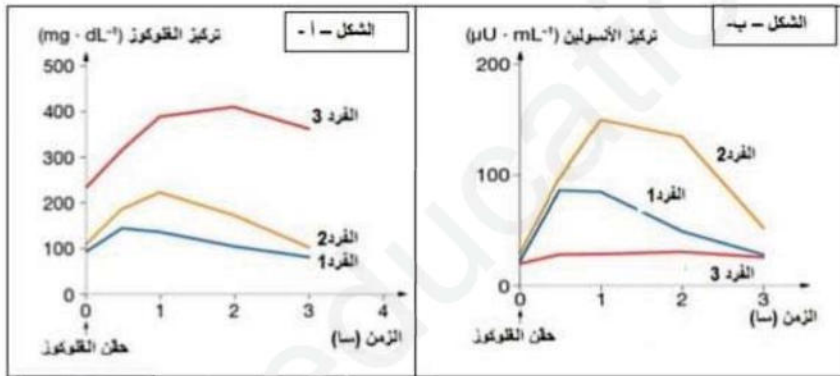 الشكل – أ -
تركيز الغلوكوز (mg · dL⁻¹)
500
400
300
200
100
0
الفرد 3
الفرد2
الفرد1
0 1 2 3 4
الزمن (سا)
حقن الغلوكوز
الشكل – ب-
تركيز الأنسولين (µU · mL⁻¹)
200
100
0
الفرد2
الفرد1
الفرد 3
0 1 2 3
الزمن (سا)
حقن الغلوكوز
educatio